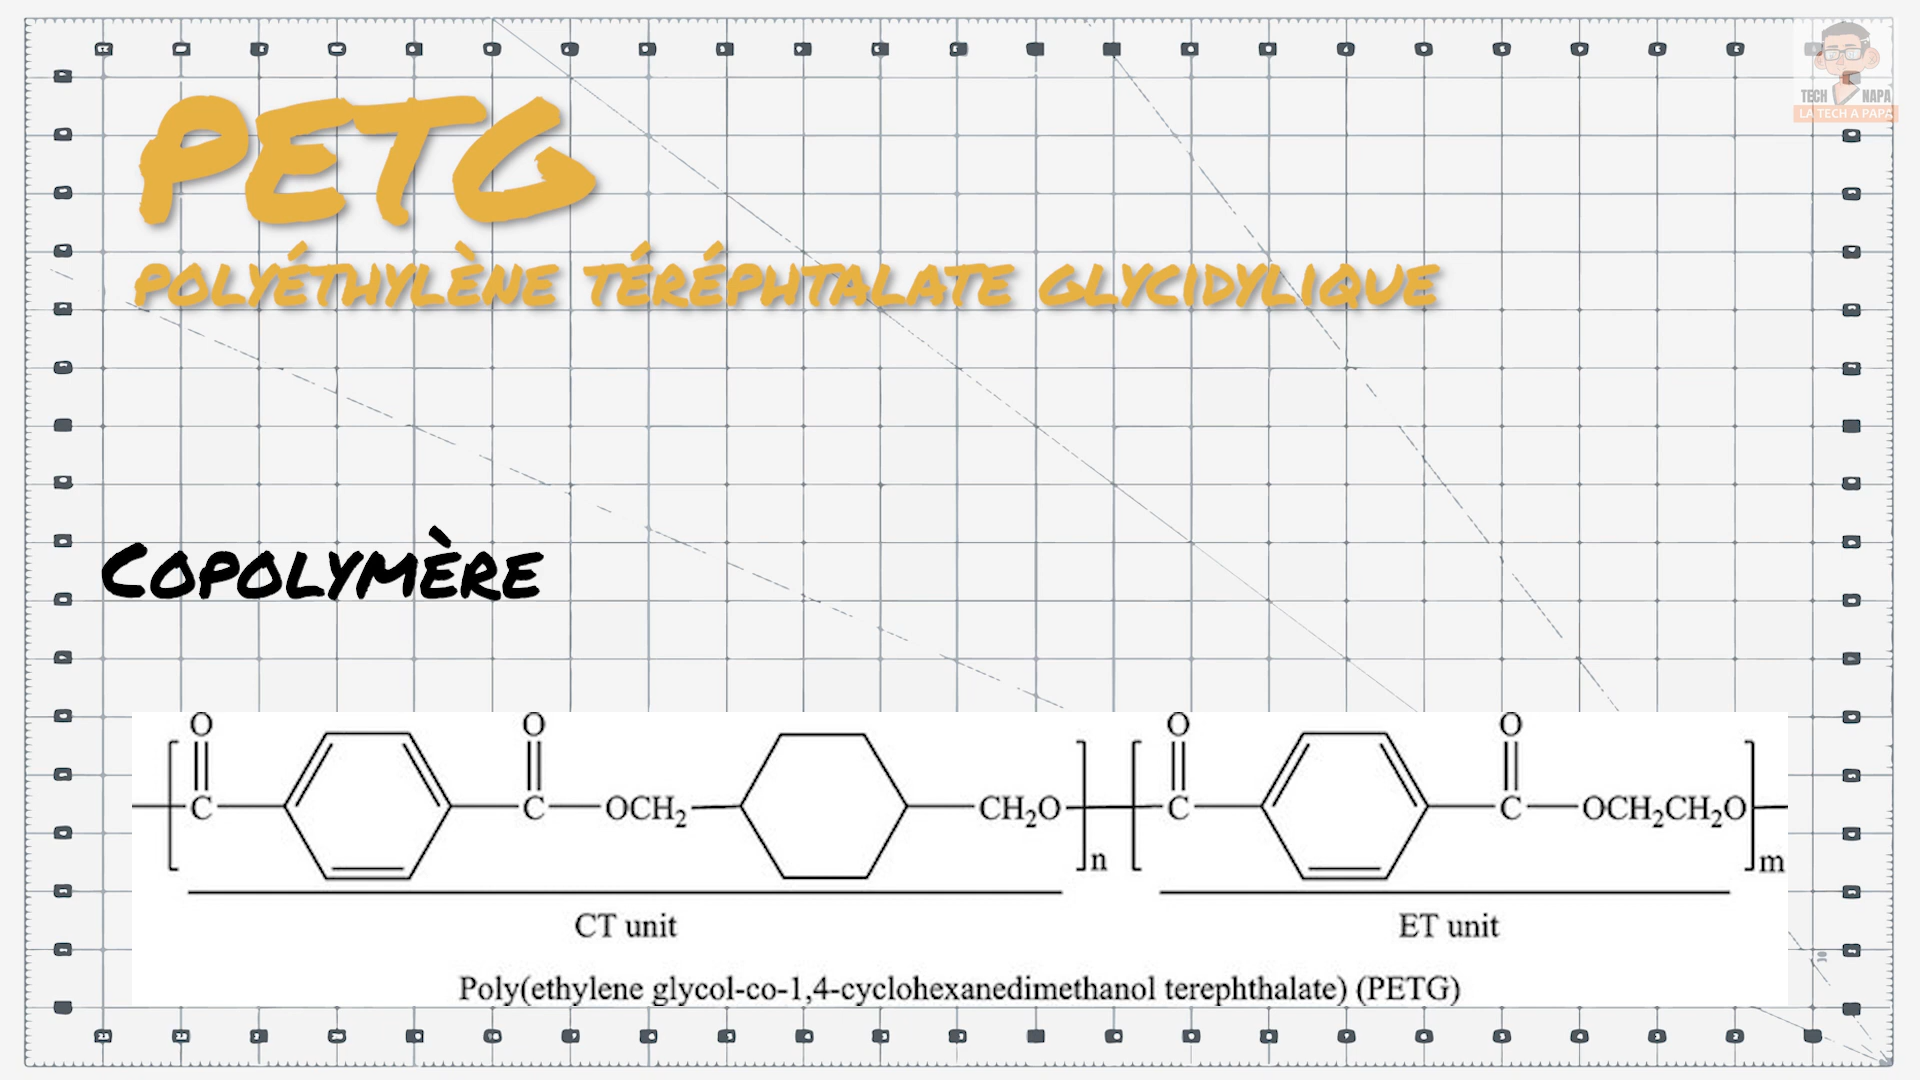 TECH NAPA
LA TECH A PAPA
PETG
POLYÉTHYLÈNE TÉRÉPHTALATE GLYCIDYLIQUE
COPOLYMÈRE
O O O O
[ C C OCH₂ CH₂O ]n [ C C OCH₂CH₂O ]m
CT unit ET unit
Poly(ethylene glycol-co-1,4-cyclohexanedimethanol terephthalate) (PETG)